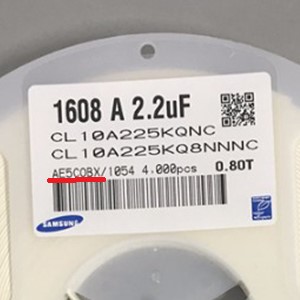 1608 A 2.2uF
CL10A225KQNC
CL10A225KQ8NNNC
AE5COBX/1054 4.000pcs 0.80T
SAMSUNG